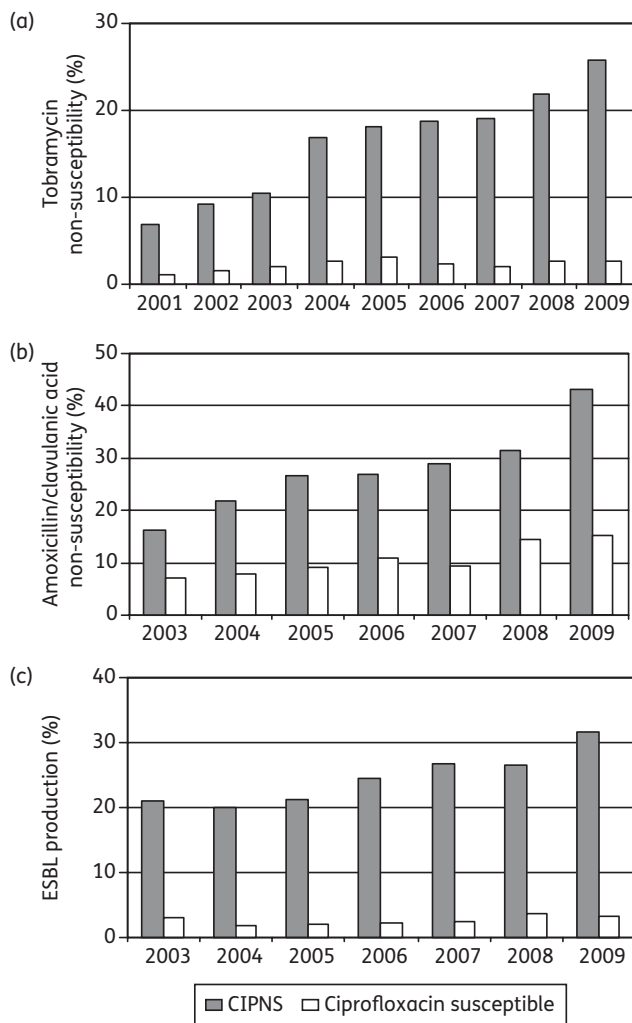 (a)
Tobramycin
non-susceptibility (%)
30
20
10
0
2001 2002 2003 2004 2005 2006 2007 2008 2009
(b)
Amoxicillin/clavulanic acid
non-susceptibility (%)
50
40
30
20
10
0
2003 2004 2005 2006 2007 2008 2009
(c)
ESBL production (%)
40
30
20
10
0
2003 2004 2005 2006 2007 2008 2009
CIPNS Ciprofloxacin susceptible